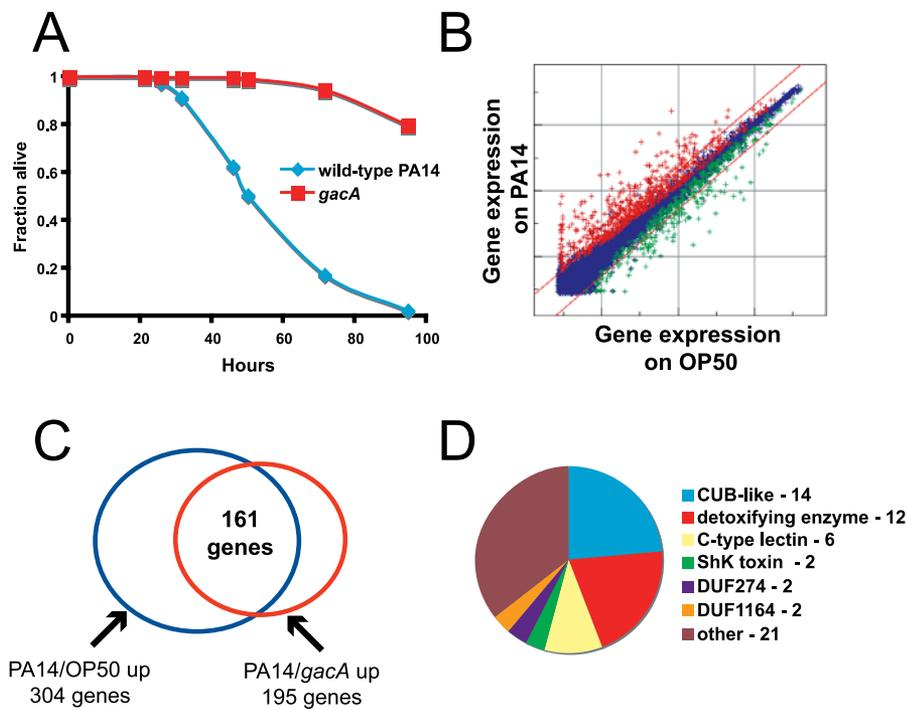 A
1
0.8
0.6
0.4
0.2
0
Fraction alive
0 20 40 60 80 100
Hours
wild-type PA14
gacA
B
Gene expression
on PA14
Gene expression
on OP50
C
161
genes
PA14/OP50 up
304 genes
PA14/gacA up
195 genes
D
CUB-like - 14
detoxifying enzyme - 12
C-type lectin - 6
ShK toxin - 2
DUF274 - 2
DUF1164 - 2
other - 21